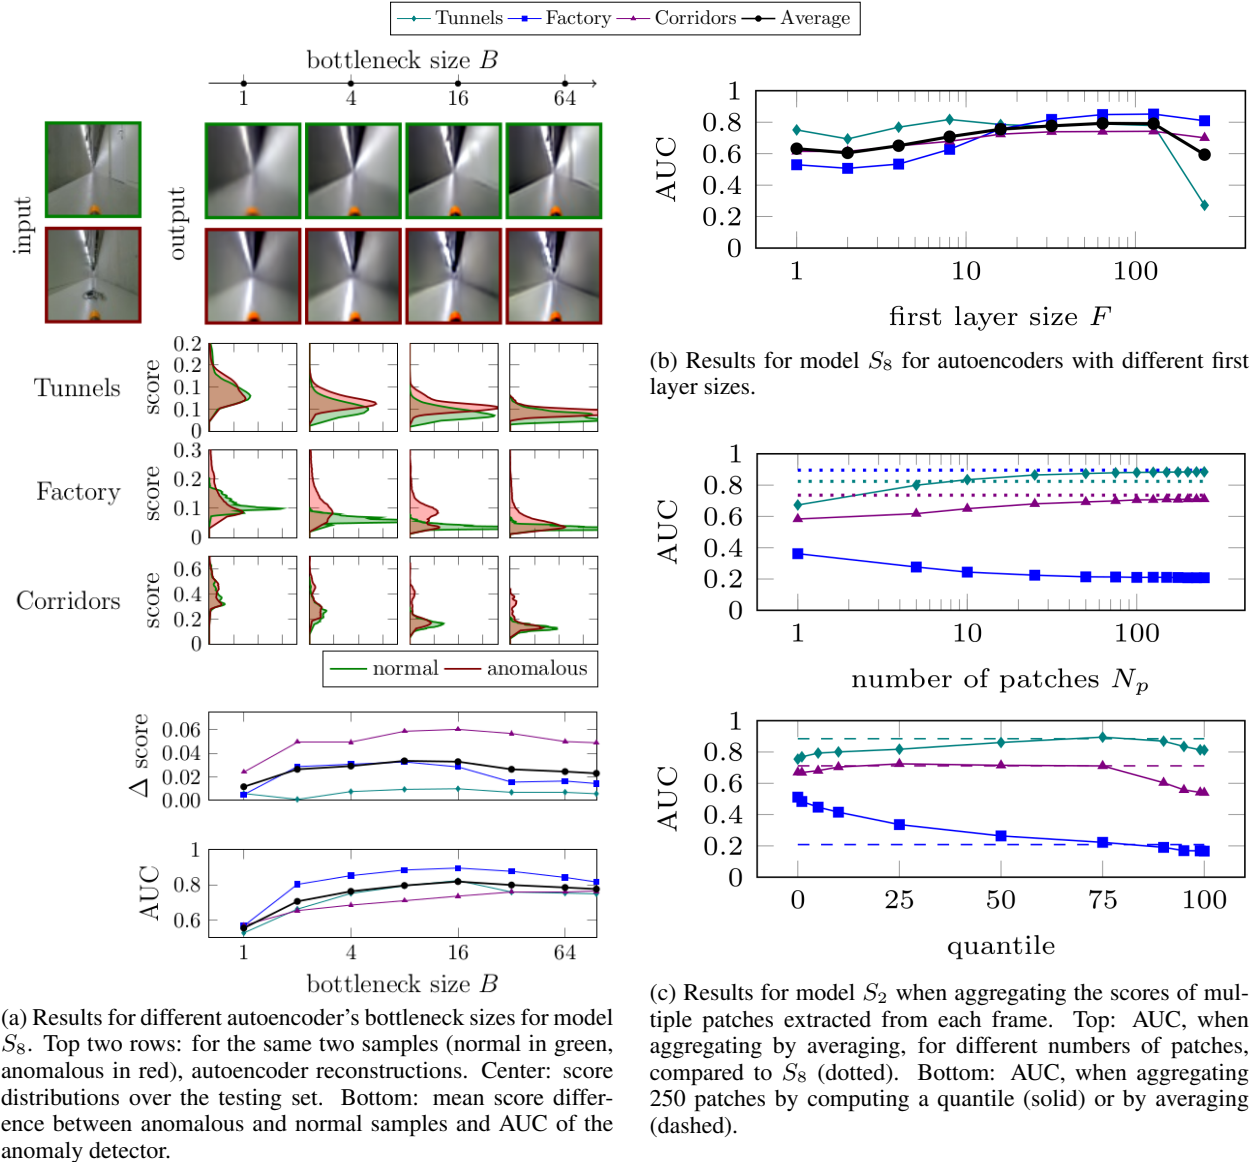 Tunnels Factory Corridors Average
bottleneck size B
1 4 16 64
input
output
Tunnels
score
0.2
0.2
0.1
0.1
0
Factory
score
0.3
0.2
0.1
0
Corridors
score
0.6
0.4
0.2
0
normal anomalous
Δ score
0.06
0.04
0.02
0.00
AUC
1
0.8
0.6
1 4 16 64
bottleneck size B
(a) Results for different autoencoder's bottleneck sizes for model
S₈. Top two rows: for the same two samples (normal in green,
anomalous in red), autoencoder reconstructions. Center: score
distributions over the testing set. Bottom: mean score differ-
ence between anomalous and normal samples and AUC of the
anomaly detector.
AUC
1
0.8
0.6
0.4
0.2
0
1 10 100
first layer size F
(b) Results for model S₈ for autoencoders with different first
layer sizes.
AUC
1
0.8
0.6
0.4
0.2
0
1 10 100
number of patches Nₚ
AUC
1
0.8
0.6
0.4
0.2
0
0 25 50 75 100
quantile
(c) Results for model S₂ when aggregating the scores of mul-
tiple patches extracted from each frame. Top: AUC, when
aggregating by averaging, for different numbers of patches,
compared to S₈ (dotted). Bottom: AUC, when aggregating
250 patches by computing a quantile (solid) or by averaging
(dashed).